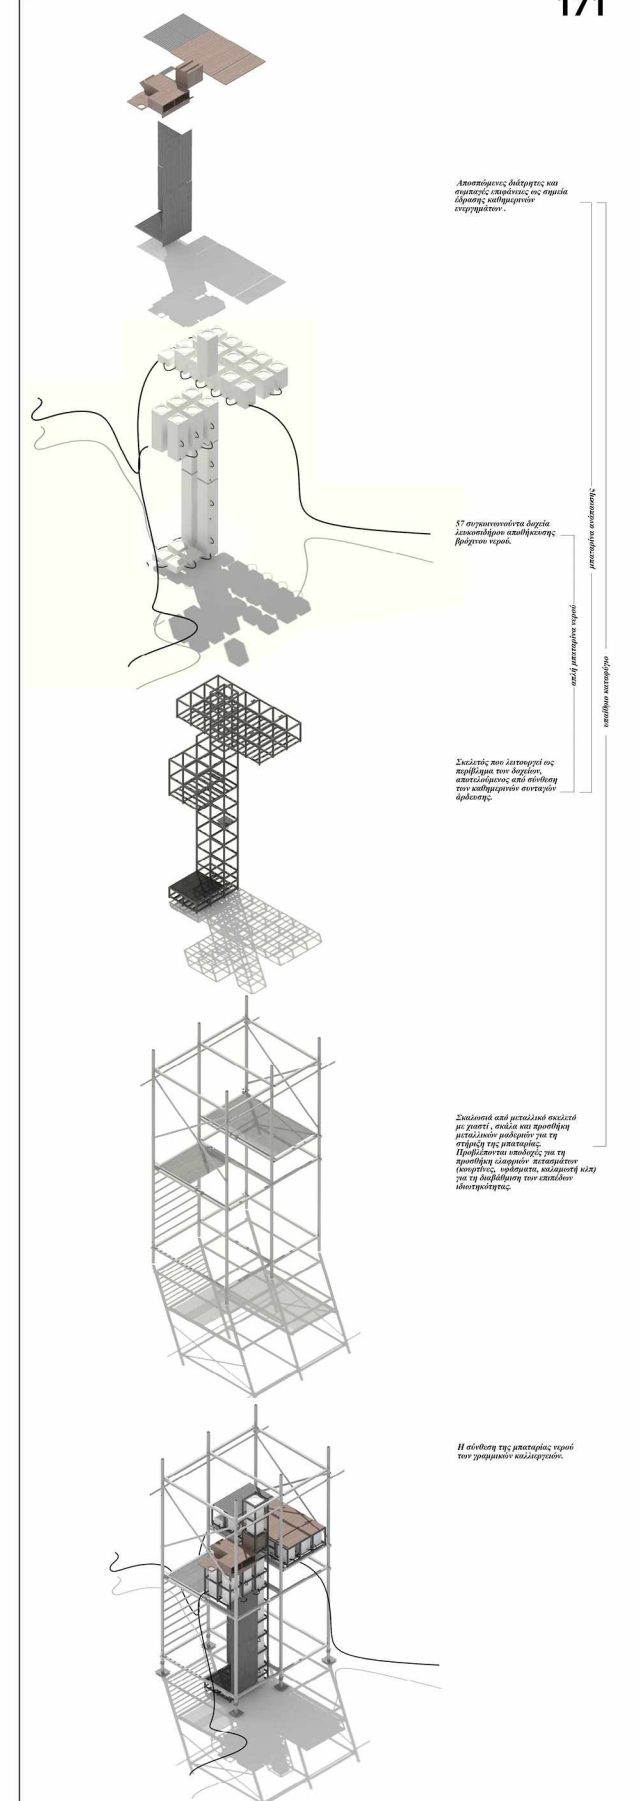 171
Αποσπώμενες διάτρητες και
συμπαγές επιφάνειες ως σημεία
έδρασης καθημερινών
ενεργημάτων .
57 συγκοινωνούντα δοχεία
λευκοσιδήρου αποθήκευσης
βρόχινου νερού.
μπαταρίνα ανάπαυσης
απλή μπαταρίνα νερού
υπαίθριο καταφύγιο
Σκελετός που λειτουργεί ως
περίβλημα των δοχείων,
αποτελούμενος από σύνθεση
των καθημερινών συνταγών
άρδευσης.
Σκαλωσιά από μεταλλικό σκελετό
με χιαστί , σκάλα και προσθήκη
μεταλλικών μαδεριών για τη
στήριξη της μπαταρίας.
Προβλέπονται υποδοχές για τη
προσθήκη ελαφριών πετασμάτων
(κουρτίνες, υφάσματα, καλαμωτή κλπ)
για τη διαβάθμιση των επιπέδων
ιδιωτικότητας.
Η σύνθεση της μπαταρίας νερού
των γραμμικών καλλιεργειών.